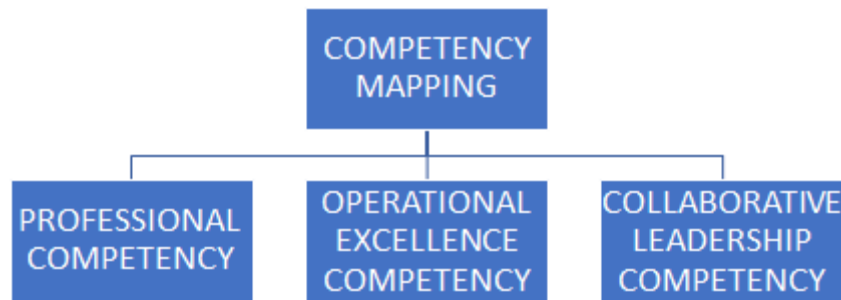 COMPETENCY
MAPPING
PROFESSIONAL
COMPETENCY
OPERATIONAL
EXCELLENCE
COMPETENCY
COLLABORATIVE
LEADERSHIP
COMPETENCY